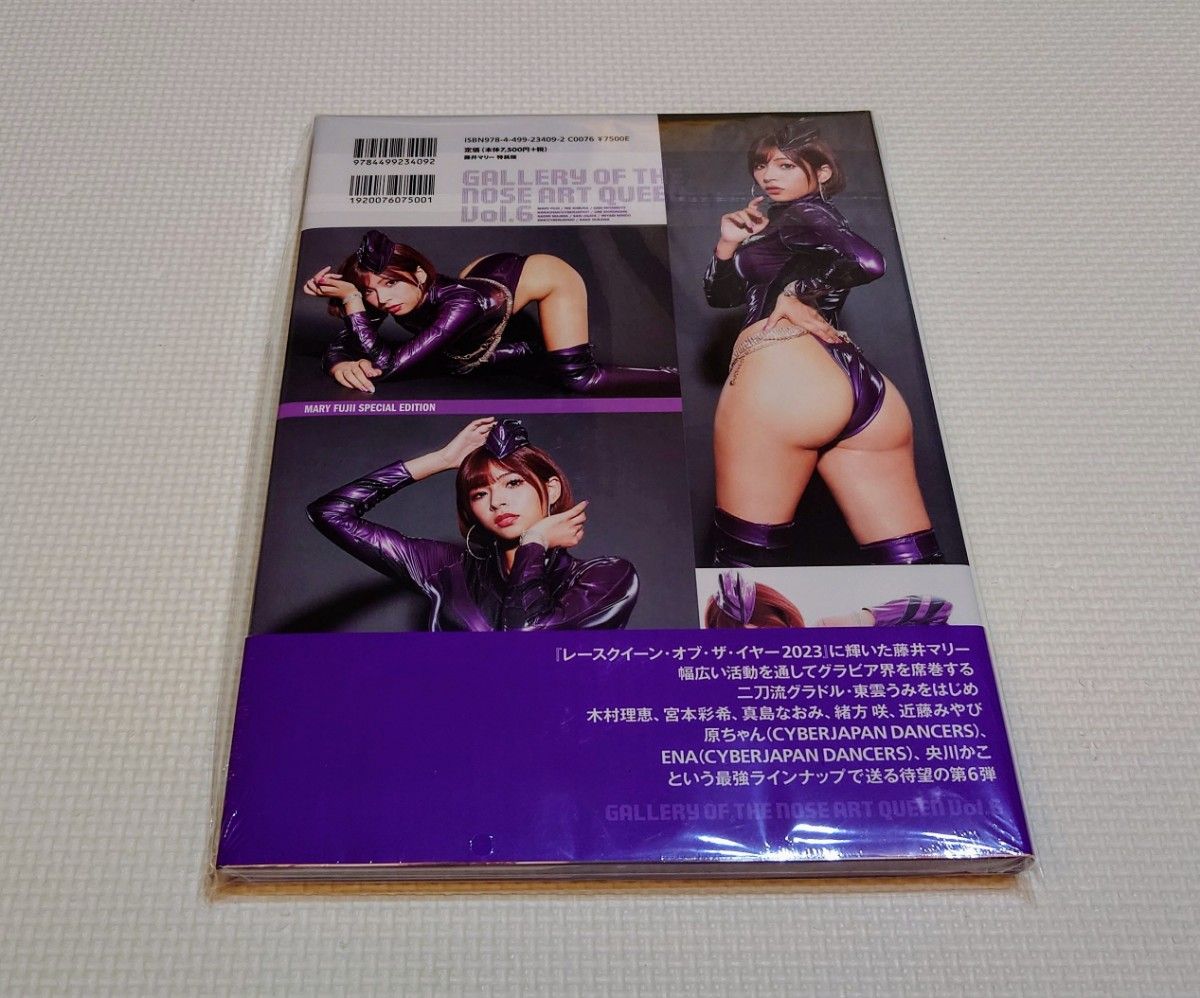 ISBN978-4-499-23409-2 C0076 ¥7500E
定価(本体7,500円+税)
藤井マリー 特装版
9784499234092
1920076075001
GALLERY OF TH
NOSE ART QUEE
Vol.6
MARY FUJII SPECIAL EDITION
『レースクイーン・オブ・ザ・イヤー2023』に輝いた藤井マリー
幅広い活動を通してグラビア界を席巻する
二刀流グラドル・東雲うみをはじめ
木村理恵、宮本彩希、真島なおみ、緒方 咲、近藤みやび
原ちゃん(CYBERJAPAN DANCERS)、
ENA(CYBERJAPAN DANCERS)、央川かこ
という最強ラインナップで送る待望の第6弾
GALLERY OF THE NOSE ART QUEEN Vol.6